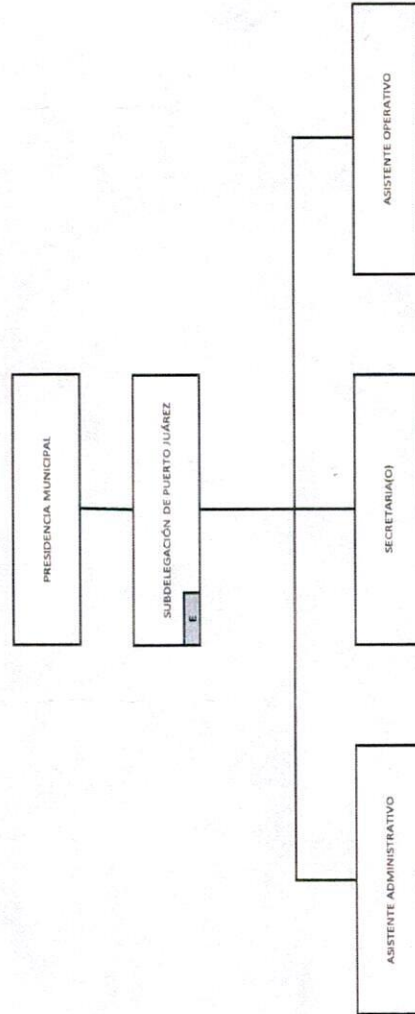 PRESIDENCIA MUNICIPAL
SUBDELEGACIÓN DE PUERTO JUÁREZ
E
ASISTENTE ADMINISTRATIVO
SECRETARIA(O)
ASISTENTE OPERATIVO